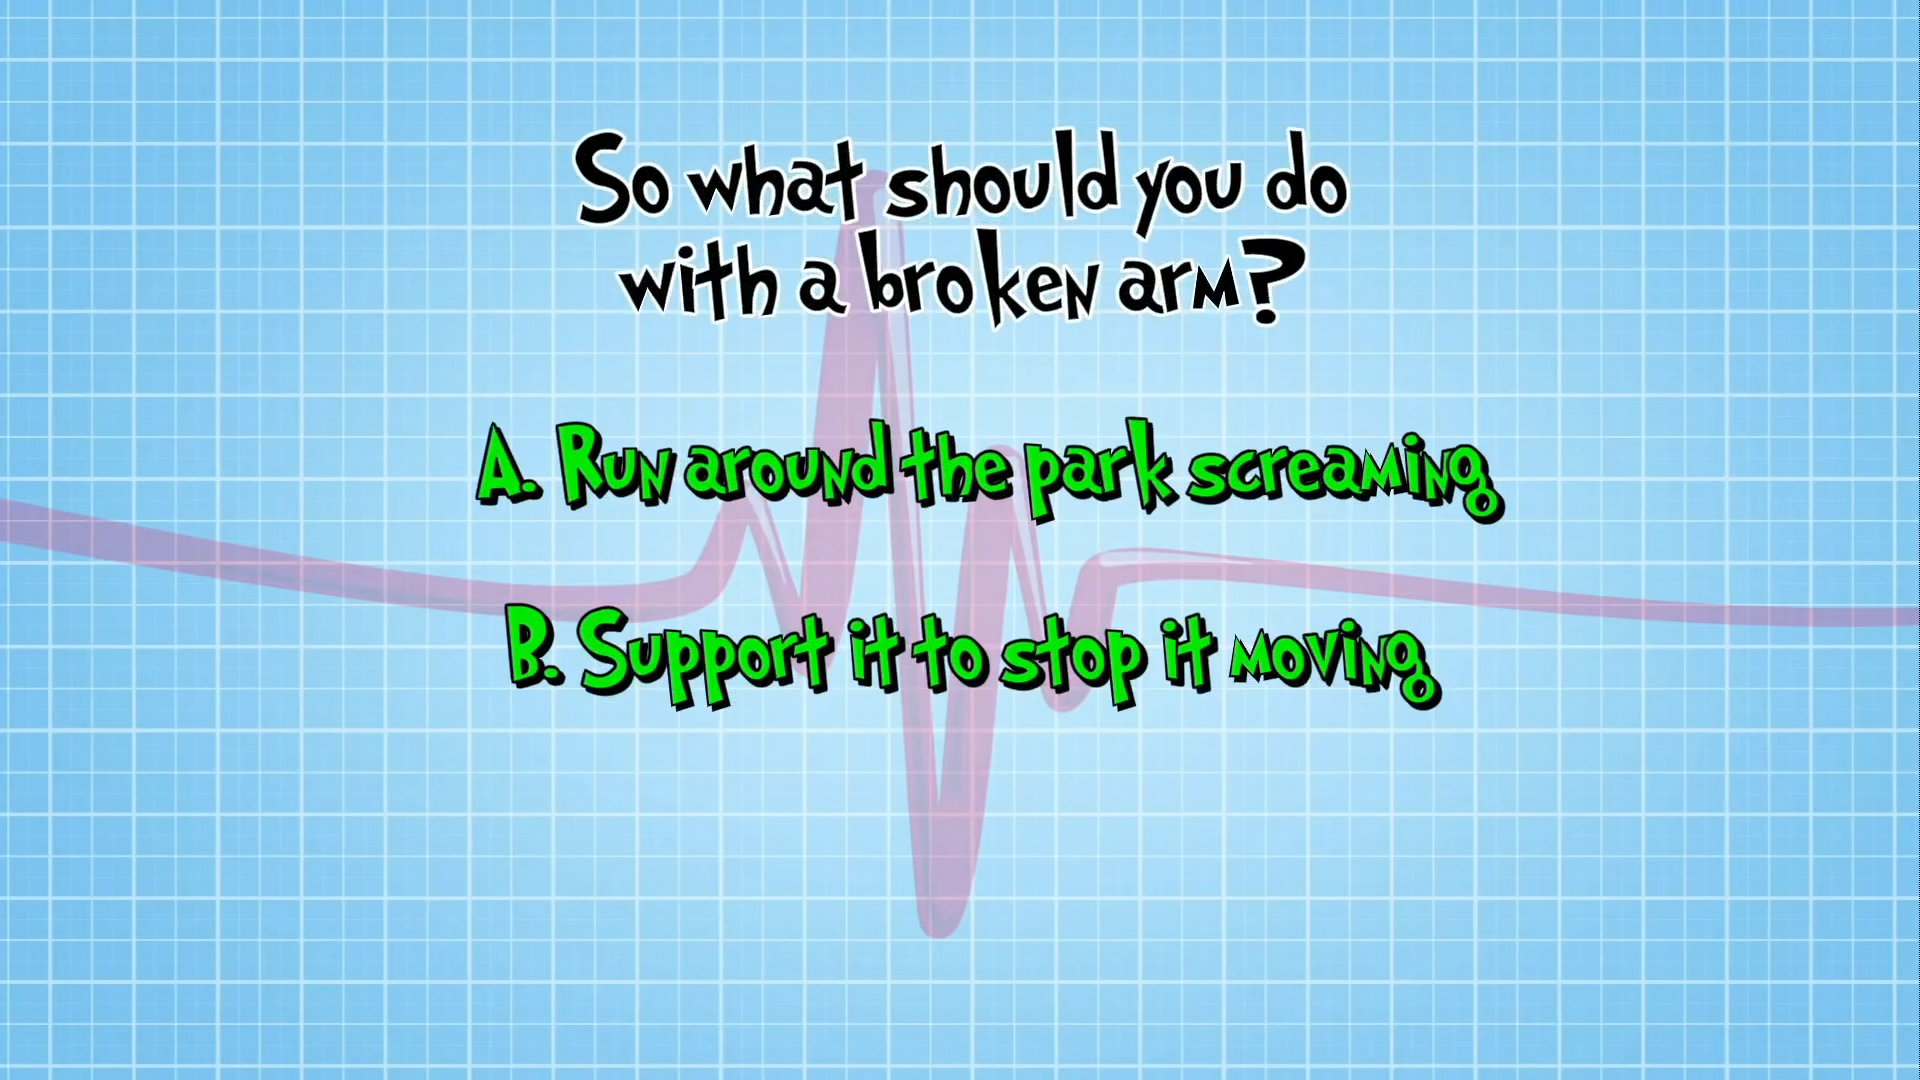 So what should you do
with a broken arm?
A. Run around the park screaming
B. Support it to stop it moving